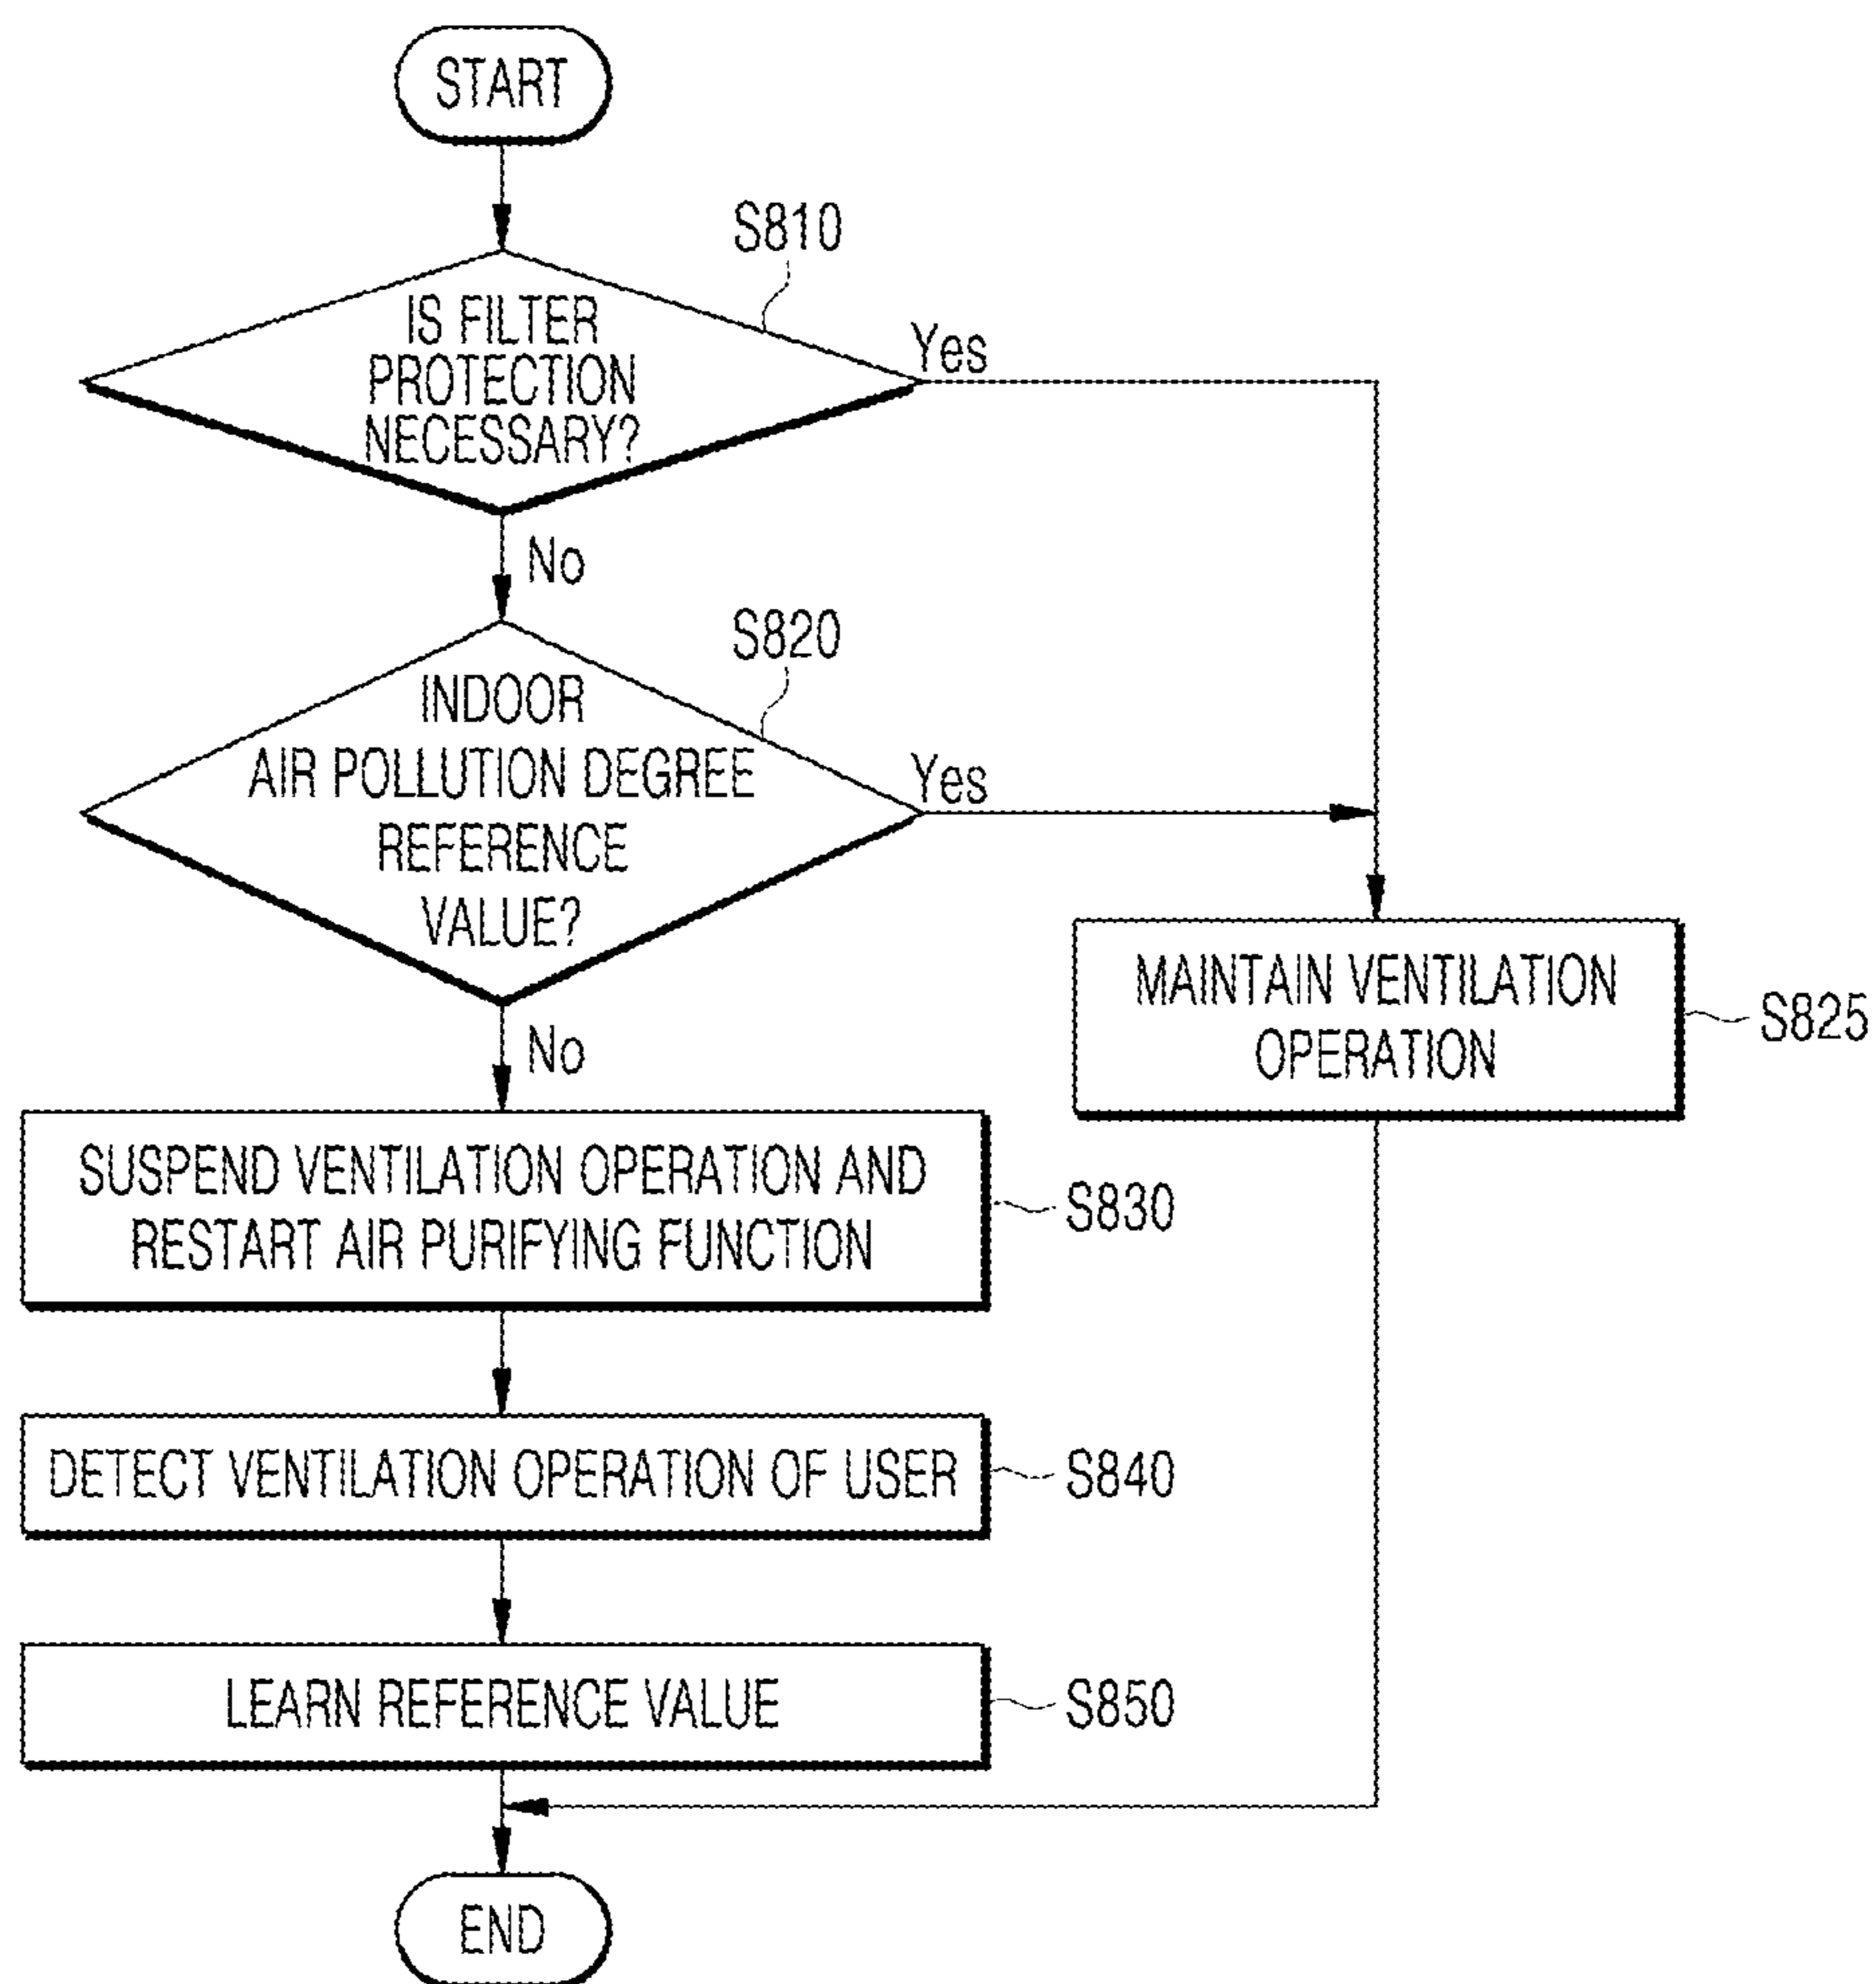 START
S810
IS FILTER
PROTECTION
NECESSARY?
Yes
No
S820
INDOOR
AIR POLLUTION DEGREE
REFERENCE
VALUE?
Yes
No
MAINTAIN VENTILATION
OPERATION
S825
SUSPEND VENTILATION OPERATION AND
RESTART AIR PURIFYING FUNCTION
S830
DETECT VENTILATION OPERATION OF USER
S840
LEARN REFERENCE VALUE
S850
END